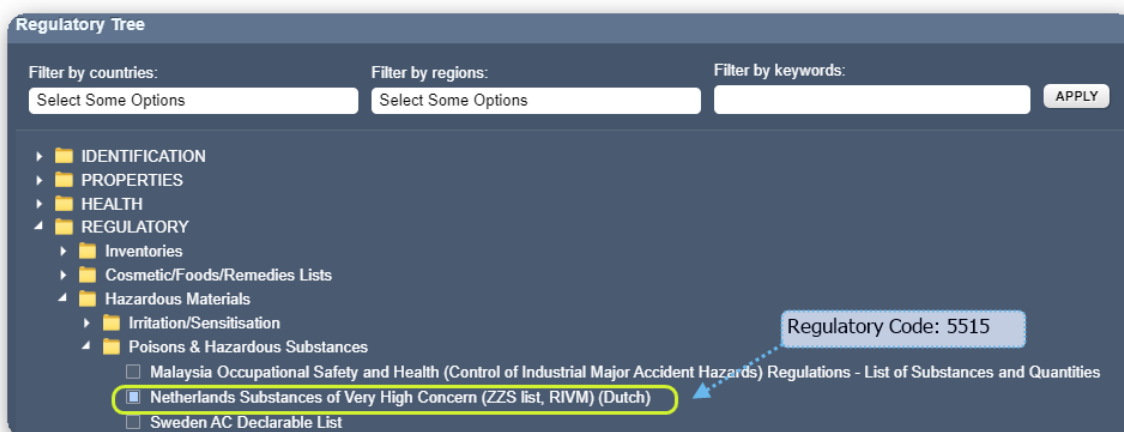 Regulatory Tree
Filter by countries:
Filter by regions:
Filter by keywords:
Select Some Options
Select Some Options
APPLY
IDENTIFICATION
PROPERTIES
HEALTH
REGULATORY
Inventories
Cosmetic/Foods/Remedies Lists
Hazardous Materials
Irritation/Sensitisation
Regulatory Code: 5515
Poisons & Hazardous Substances
Malaysia Occupational Safety and Health (Control of Industrial Major Accident Hazards) Regulations - List of Substances and Quantities
Netherlands Substances of Very High Concern (ZZS list, RIVM) (Dutch)
Sweden AC Declarable List